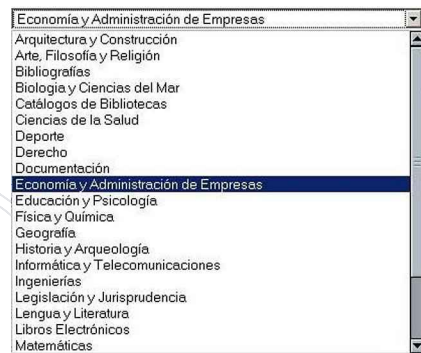 Economía y Administración de Empresas
Arquitectura y Construcción
Arte, Filosofía y Religión
Bibliografías
Biologia y Ciencias del Mar
Catálogos de Bibliotecas
Ciencias de la Salud
Deporte
Derecho
Documentación
Economía y Administración de Empresas
Educación y Psicología
Física y Química
Geografía
Historia y Arqueología
Informática y Telecomunicaciones
Ingenierías
Legislación y Jurisprudencia
Lengua y Literatura
Libros Electrónicos
Matemáticas